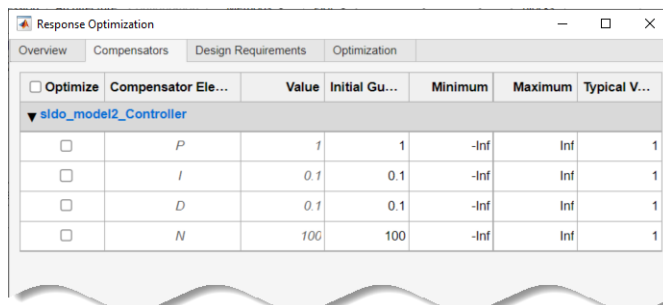 Response Optimization
Overview Compensators Design Requirements Optimization
Optimize Compensator Ele... Value Initial Gu... Minimum Maximum Typical V...
sldo_model2_Controller
P 1 1 -Inf Inf 1
I 0.1 0.1 -Inf Inf 1
D 0.1 0.1 -Inf Inf 1
N 100 100 -Inf Inf 1